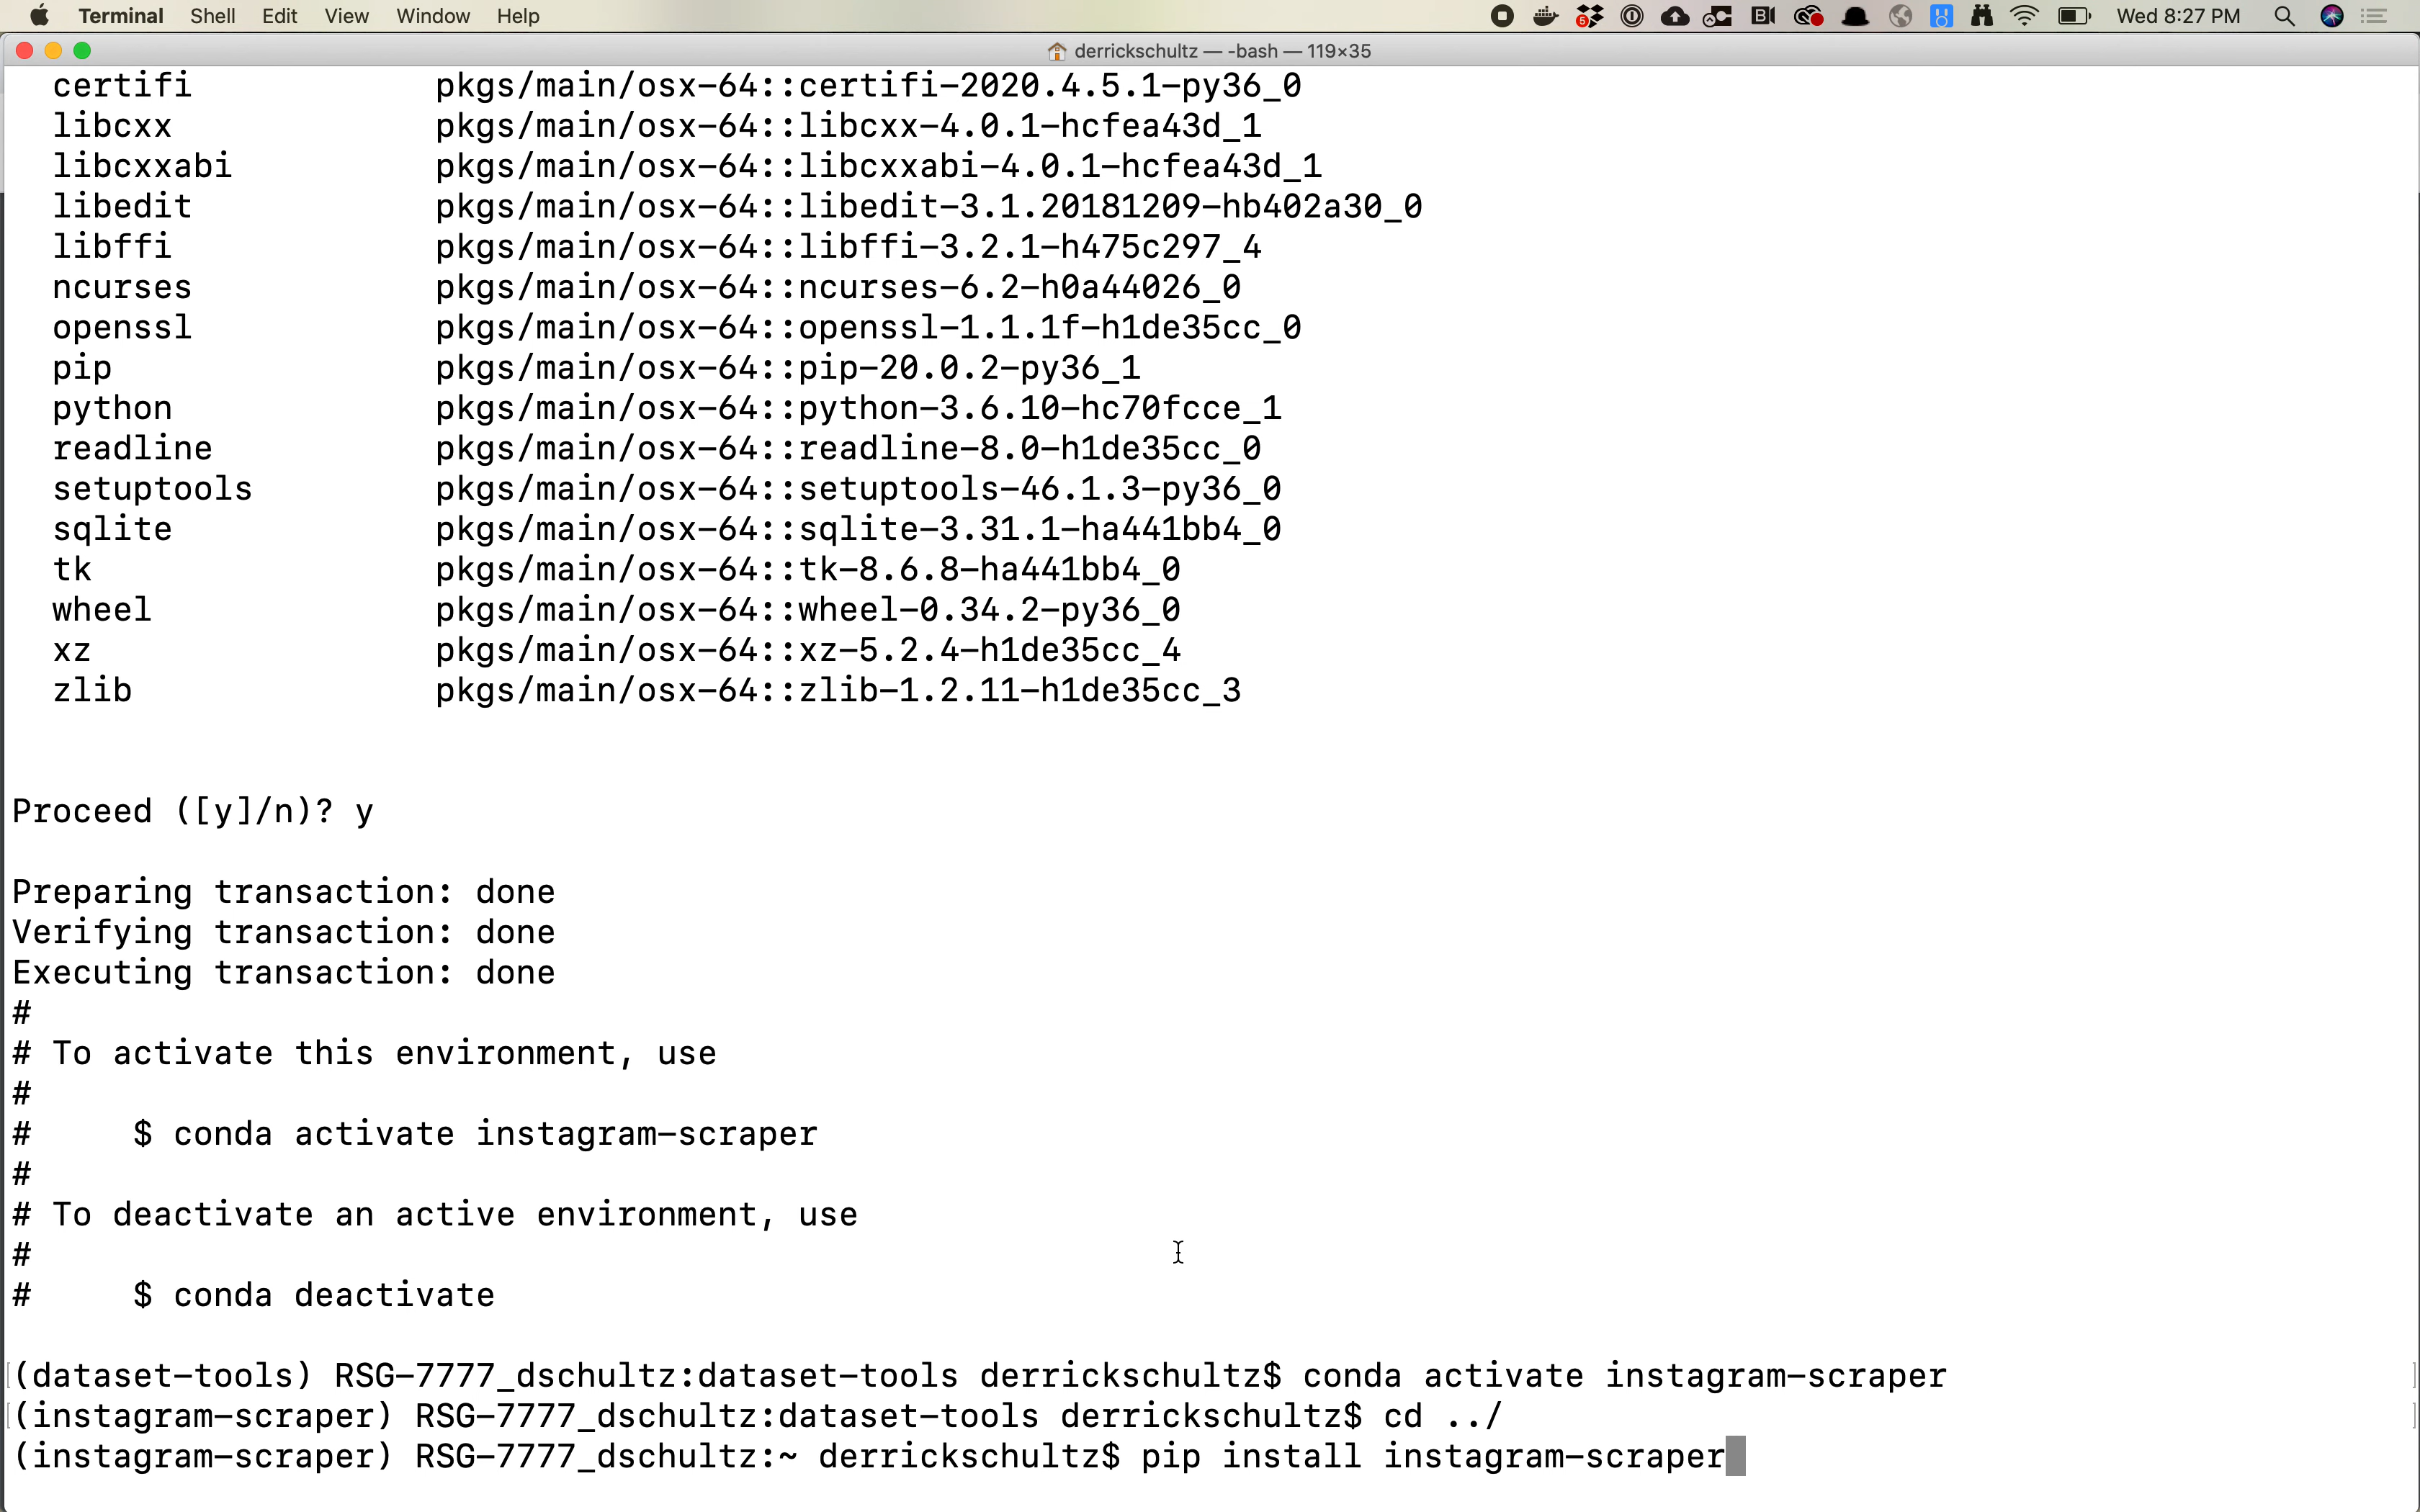 Terminal Shell Edit View Window Help Wed 8:27 PM
derrickschultz — -bash — 119×35
certifi pkgs/main/osx-64::certifi-2020.4.5.1-py36_0
libcxx pkgs/main/osx-64::libcxx-4.0.1-hcfea43d_1
libcxxabi pkgs/main/osx-64::libcxxabi-4.0.1-hcfea43d_1
libedit pkgs/main/osx-64::libedit-3.1.20181209-hb402a30_0
libffi pkgs/main/osx-64::libffi-3.2.1-h475c297_4
ncurses pkgs/main/osx-64::ncurses-6.2-h0a44026_0
openssl pkgs/main/osx-64::openssl-1.1.1f-h1de35cc_0
pip pkgs/main/osx-64::pip-20.0.2-py36_1
python pkgs/main/osx-64::python-3.6.10-hc70fcce_1
readline pkgs/main/osx-64::readline-8.0-h1de35cc_0
setuptools pkgs/main/osx-64::setuptools-46.1.3-py36_0
sqlite pkgs/main/osx-64::sqlite-3.31.1-ha441bb4_0
tk pkgs/main/osx-64::tk-8.6.8-ha441bb4_0
wheel pkgs/main/osx-64::wheel-0.34.2-py36_0
xz pkgs/main/osx-64::xz-5.2.4-h1de35cc_4
zlib pkgs/main/osx-64::zlib-1.2.11-h1de35cc_3
Proceed ([y]/n)? y
Preparing transaction: done
Verifying transaction: done
Executing transaction: done
#
# To activate this environment, use
#
# $ conda activate instagram-scraper
#
# To deactivate an active environment, use
#
# $ conda deactivate
[(dataset-tools) RSG-7777_dschultz:dataset-tools derrickschultz$ conda activate instagram-scraper ]
[(instagram-scraper) RSG-7777_dschultz:dataset-tools derrickschultz$ cd ../ ]
(instagram-scraper) RSG-7777_dschultz:~ derrickschultz$ pip install instagram-scraper